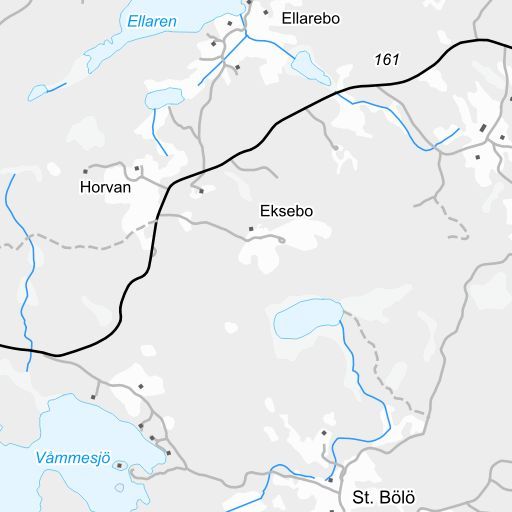 Ellaren
Ellarebo
161
Horvan
Eksebo
Våmmesjö
St. Bölö